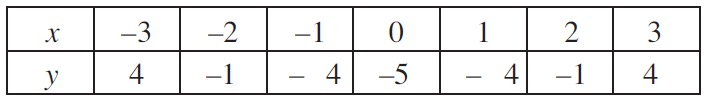 x –3 –2 –1 0 1 2 3
y 4 –1 – 4 –5 – 4 –1 4